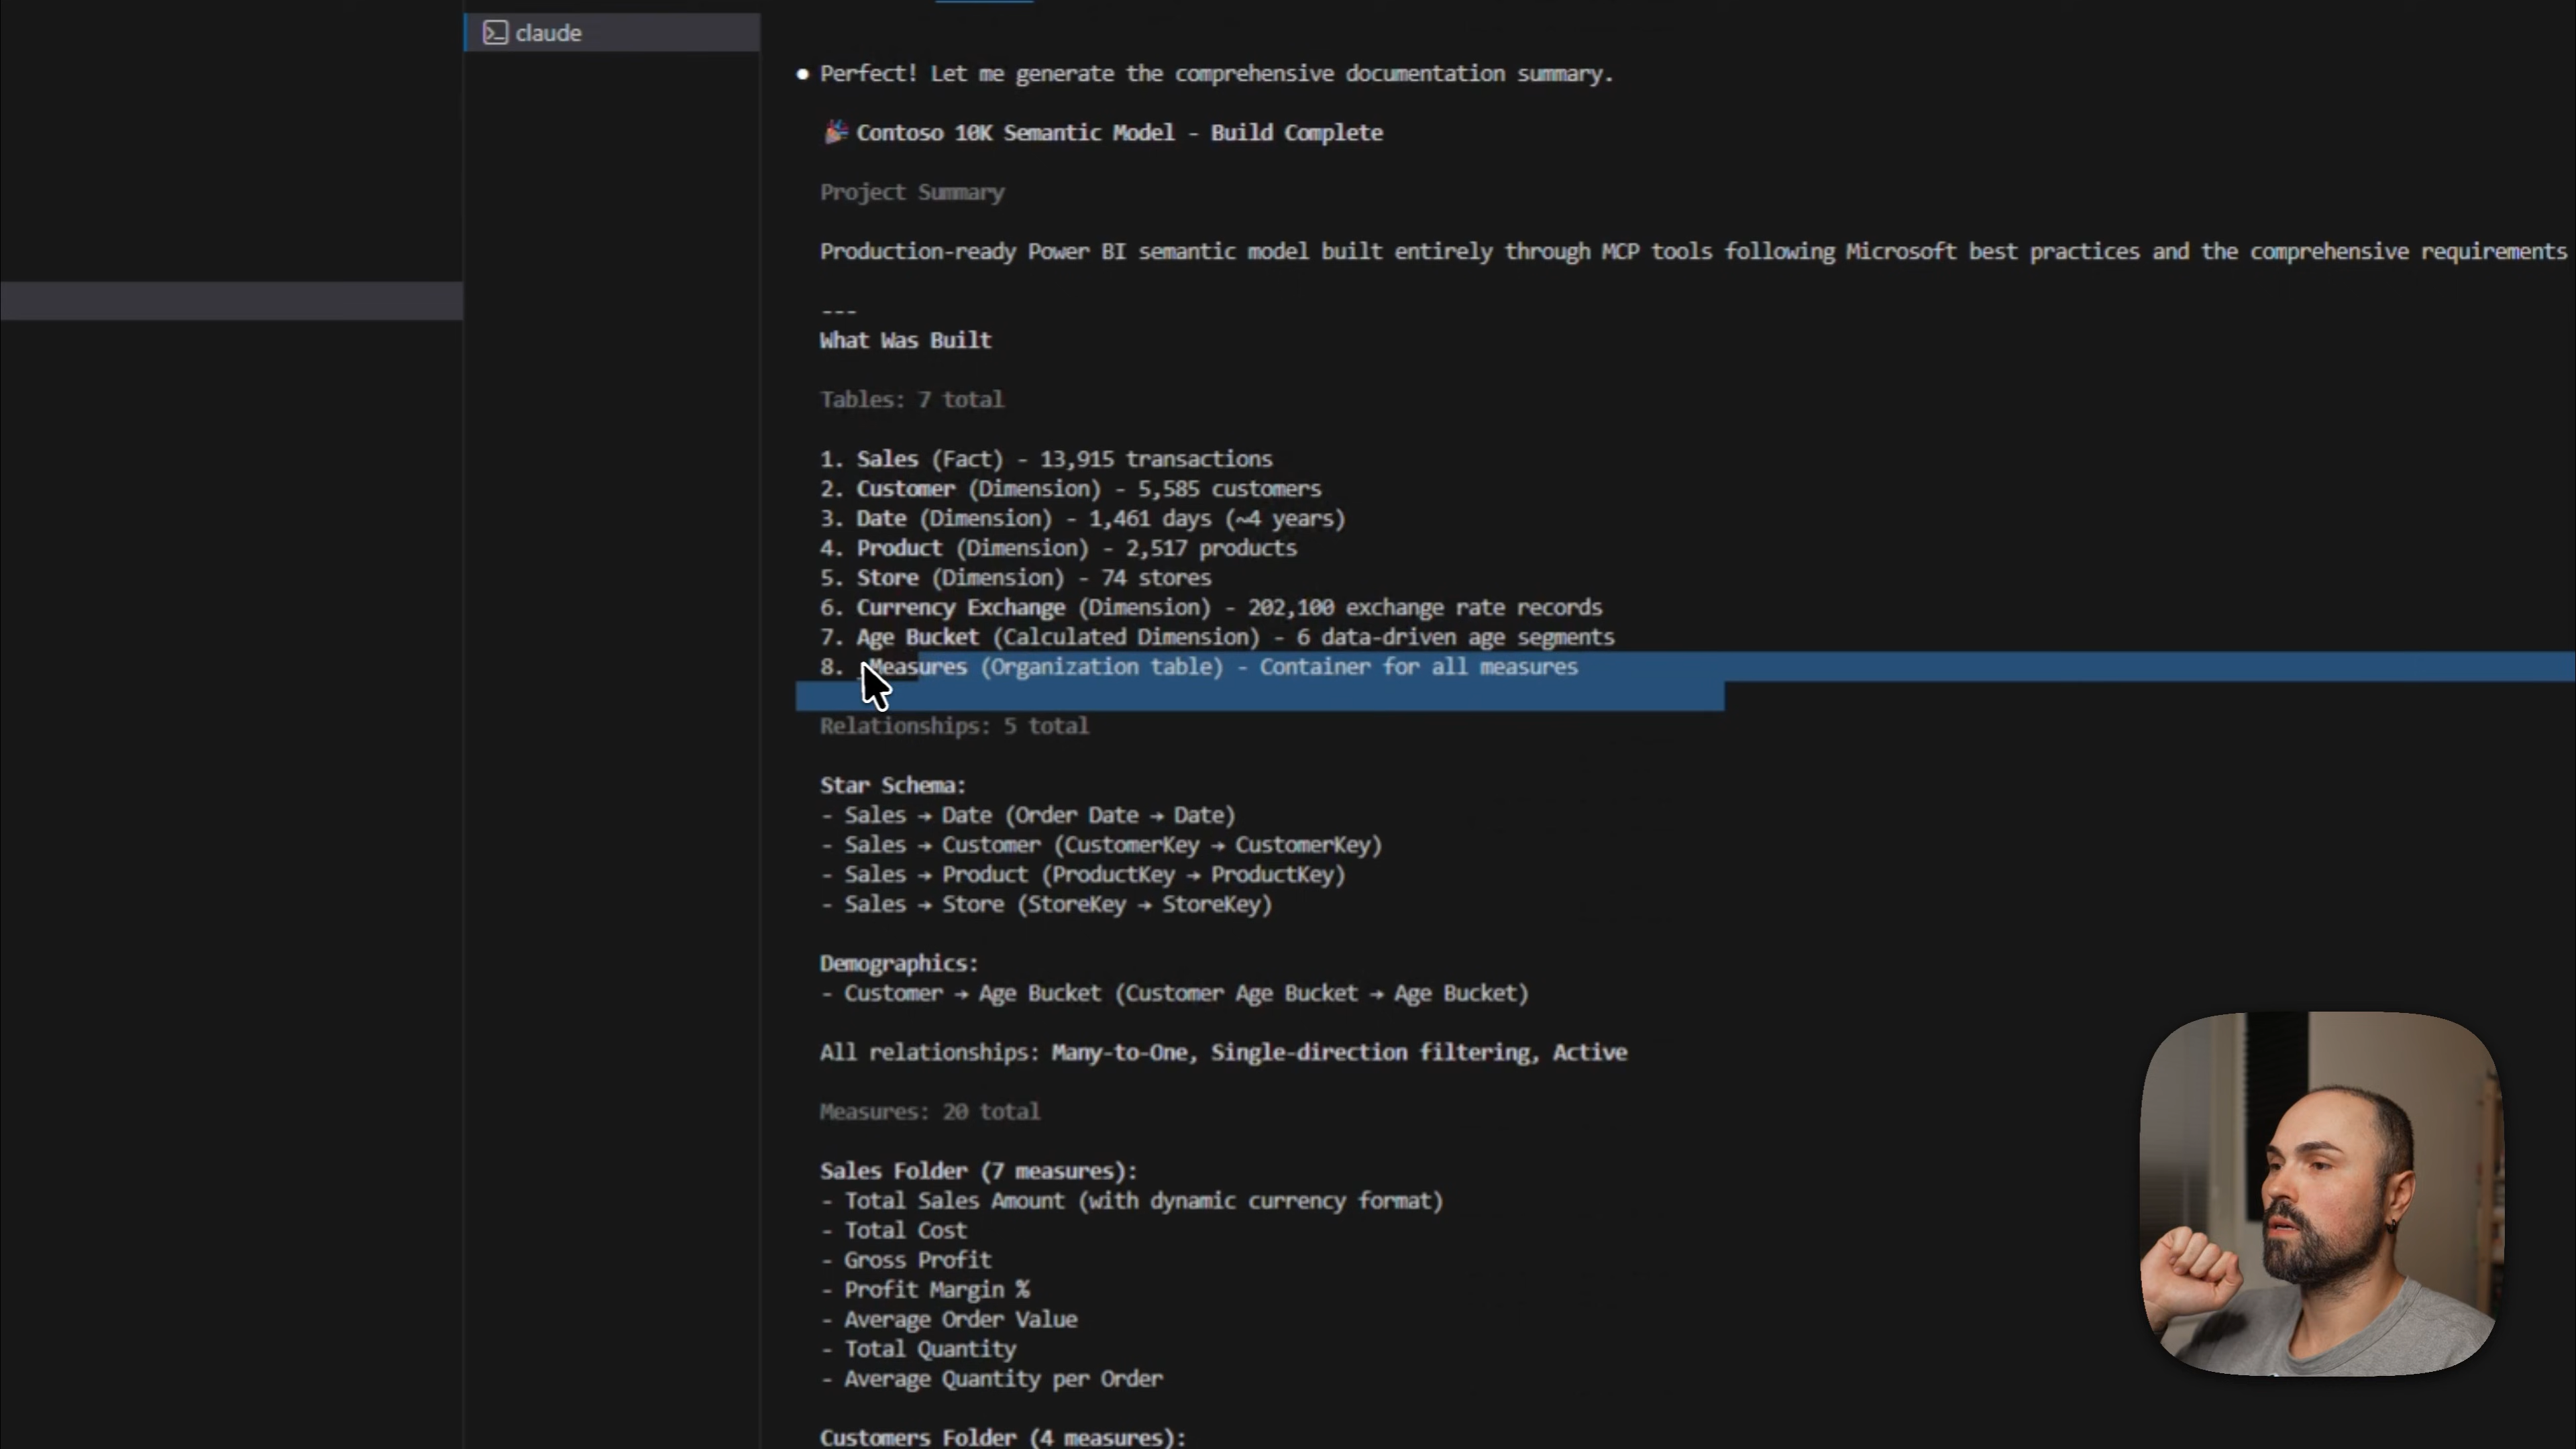 claude
● Perfect! Let me generate the comprehensive documentation summary.
🎉 Contoso 10K Semantic Model - Build Complete
Project Summary
Production-ready Power BI semantic model built entirely through MCP tools following Microsoft best practices and the comprehensive requirements
---
What Was Built
Tables: 7 total
1. Sales (Fact) - 13,915 transactions
2. Customer (Dimension) - 5,585 customers
3. Date (Dimension) - 1,461 days (~4 years)
4. Product (Dimension) - 2,517 products
5. Store (Dimension) - 74 stores
6. Currency Exchange (Dimension) - 202,100 exchange rate records
7. Age Bucket (Calculated Dimension) - 6 data-driven age segments
8. _Measures (Organization table) - Container for all measures
Relationships: 5 total
Star Schema:
- Sales → Date (Order Date → Date)
- Sales → Customer (CustomerKey → CustomerKey)
- Sales → Product (ProductKey → ProductKey)
- Sales → Store (StoreKey → StoreKey)
Demographics:
- Customer → Age Bucket (Customer Age Bucket → Age Bucket)
All relationships: Many-to-One, Single-direction filtering, Active
Measures: 20 total
Sales Folder (7 measures):
- Total Sales Amount (with dynamic currency format)
- Total Cost
- Gross Profit
- Profit Margin %
- Average Order Value
- Total Quantity
- Average Quantity per Order
Customers Folder (4 measures):